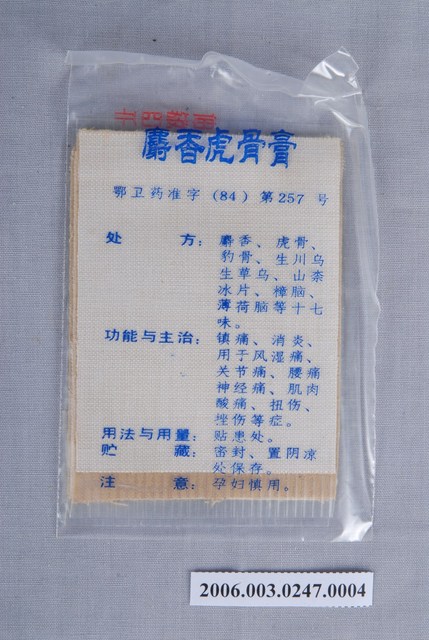 麝香虎骨膏
鄂卫药准字(84)第257号
处方：麝香、虎骨、
豹骨、生川乌
生草乌、山柰
冰片、樟脑、
薄荷脑等十七
味。
功能与主治：镇痛、消炎、
用于风湿痛、
关节痛、腰痛
神经痛、肌肉
酸痛、扭伤、
挫伤等症。
用法与用量：贴患处。
贮藏：密封、置阴凉
处保存。
注意：孕妇慎用。
2006.003.0247.0004